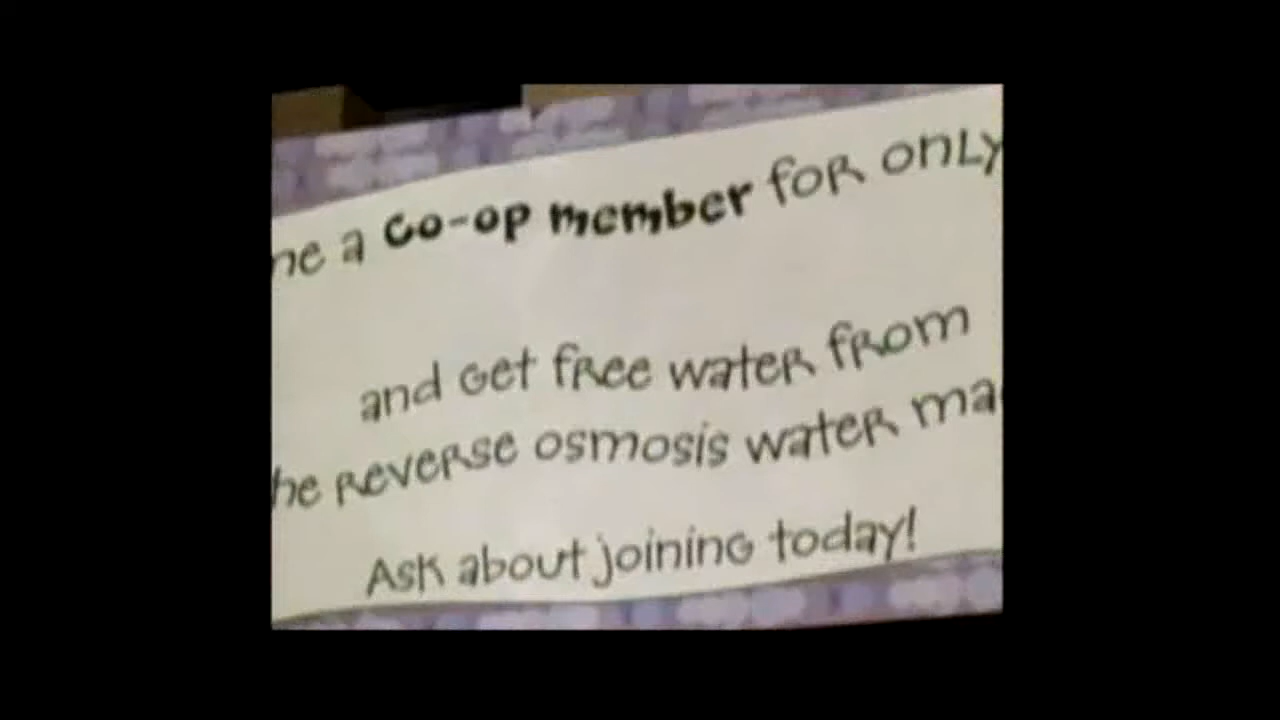 ne a co-op member for only
and Get free water from
he reverse osmosis water ma
Ask about joining today!